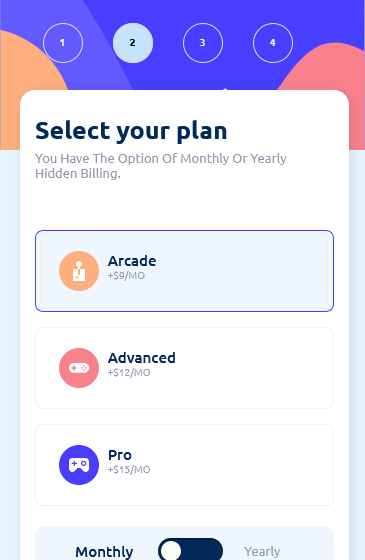 1 2 3 4
Select your plan
You Have The Option Of Monthly Or Yearly
Hidden Billing.
Arcade
+$9/MO
Advanced
+$12/MO
Pro
+$15/MO
Monthly Yearly